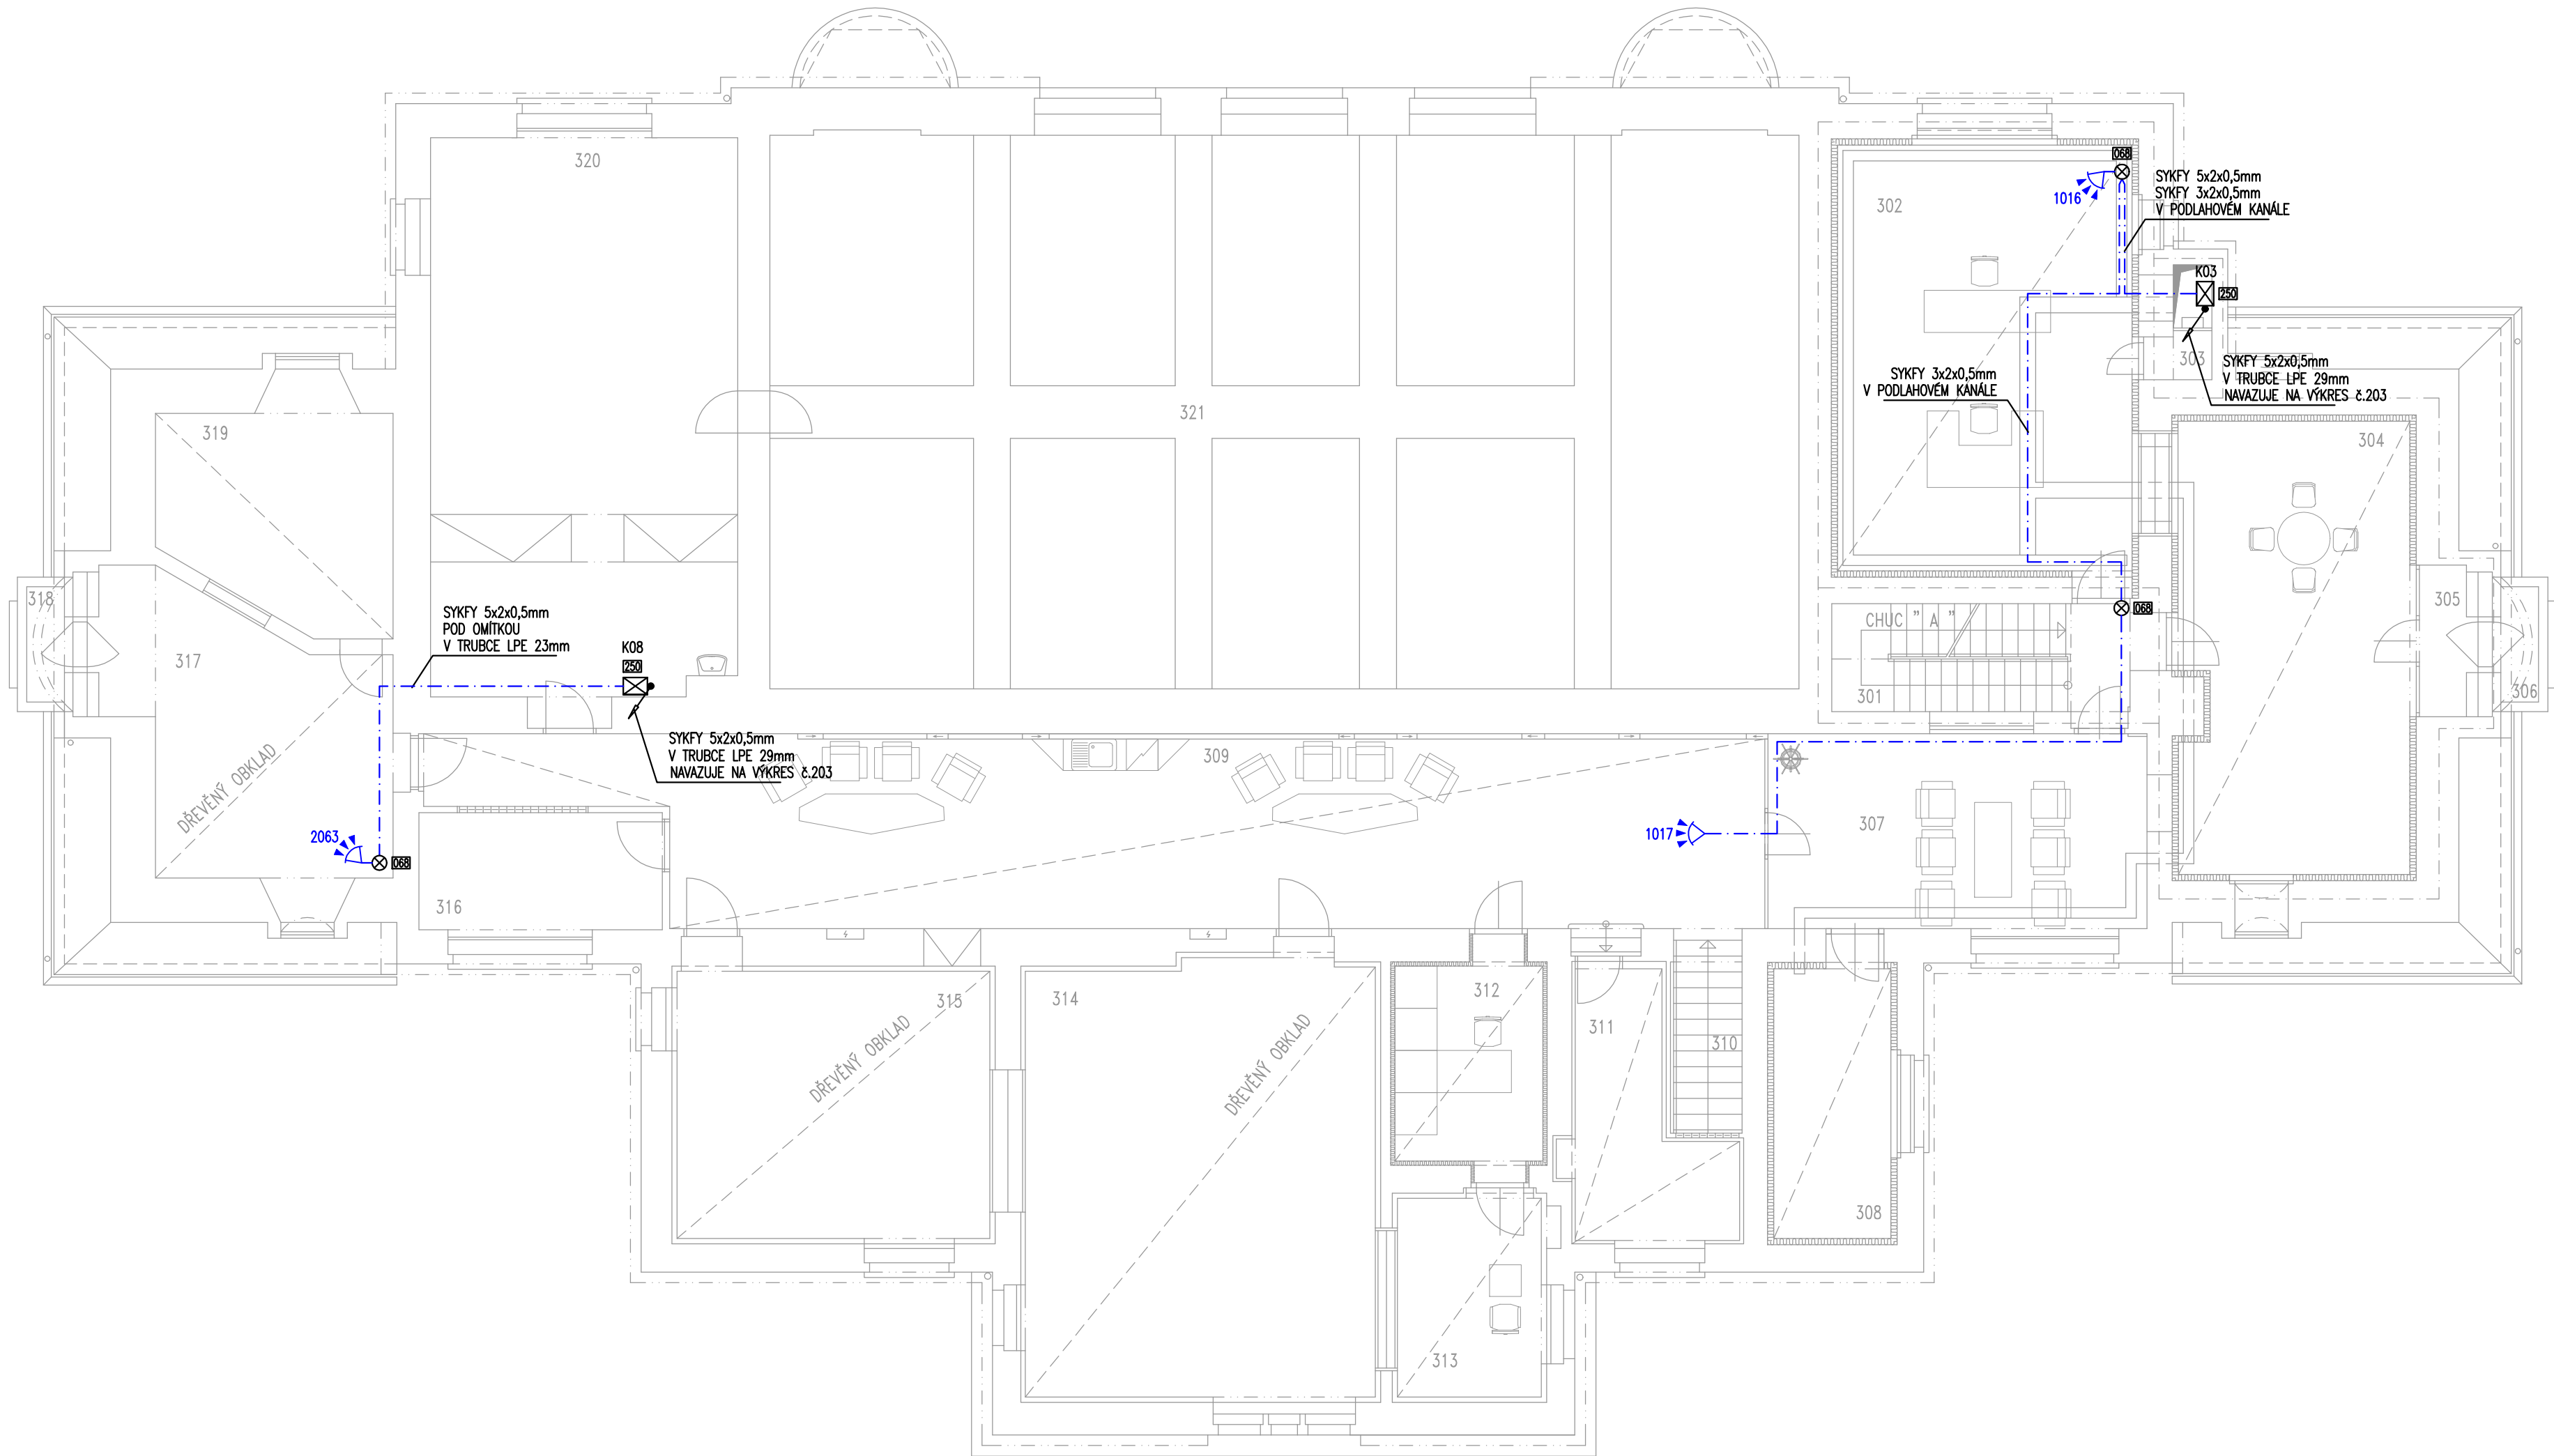 320
068
SYKFY 5x2x0,5mm
SYKFY 3x2x0,5mm
V PODLAHOVÉM KANÁLE
1016
302
K03
250
303
SYKFY 5x2x0,5mm
V TRUBCE LPE 29mm
NAVAZUJE NA VÝKRES č.203
SYKFY 3x2x0,5mm
V PODLAHOVÉM KANÁLE
321
319
304
318
SYKFY 5x2x0,5mm
POD OMÍTKOU
V TRUBCE LPE 23mm
K08
250
317
CHUC " A "
068
305
301
306
SYKFY 5x2x0,5mm
V TRUBCE LPE 29mm
NAVAZUJE NA VÝKRES č.203
309
DŘEVĚNÝ OBKLAD
2063
068
1017
307
316
315
314
312
311
310
DŘEVĚNÝ OBKLAD
DŘEVĚNÝ OBKLAD
308
313